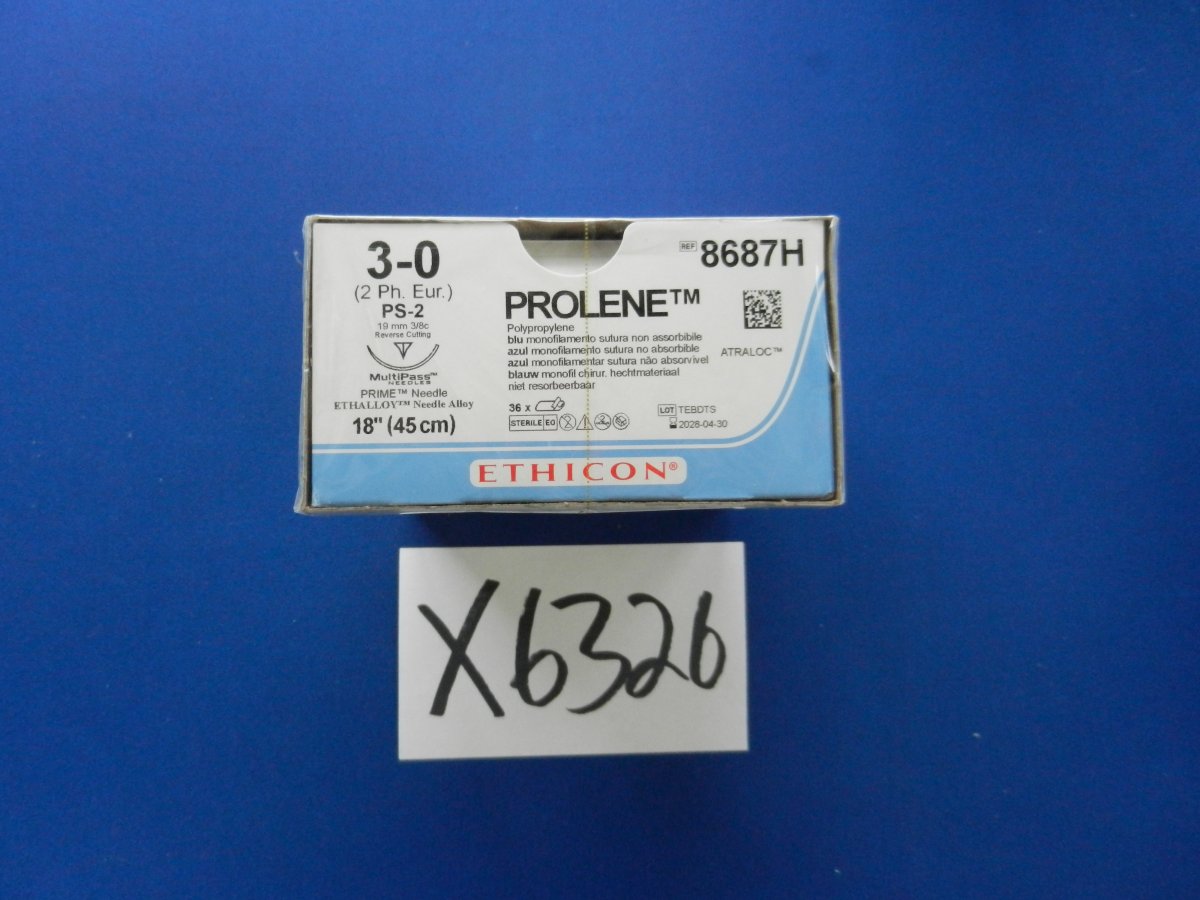 3-0
(2 Ph. Eur.)
PS-2
19 mm 3/8c
Reverse Cutting
MultiPass™
NEEDLES
PRIME™ Needle
ETHALLOY™ Needle Alloy
18" (45 cm)
REF 8687H
PROLENE™
Polypropylene
blu monofilamento sutura non assorbibile
azul monofilamento sutura no absorbible
azul monofilamentar sutura não absorvível
blauw monofil chirur. hechtmateriaal
niet resorbeerbaar
ATRALOC™
36 x
STERILE EO
LOT TEBDTS
2028-04-30
ETHICON®
X6326